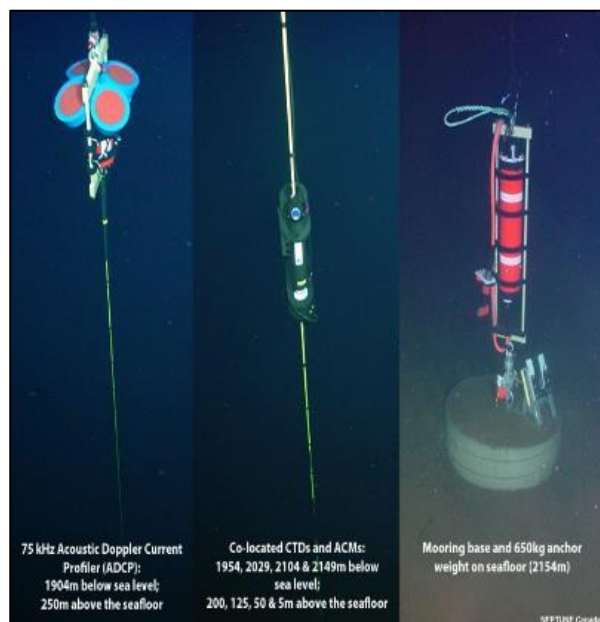 75 kHz Acoustic Doppler Current
Profiler (ADCP):
1904m below sea level;
250m above the seafloor
Co-located CTDs and ACMs:
1954, 2029, 2104 & 2149m below
sea level;
200, 125, 50 & 5m above the seafloor
Mooring base and 650kg anchor
weight on seafloor (2154m)
NEPTUNE Canada